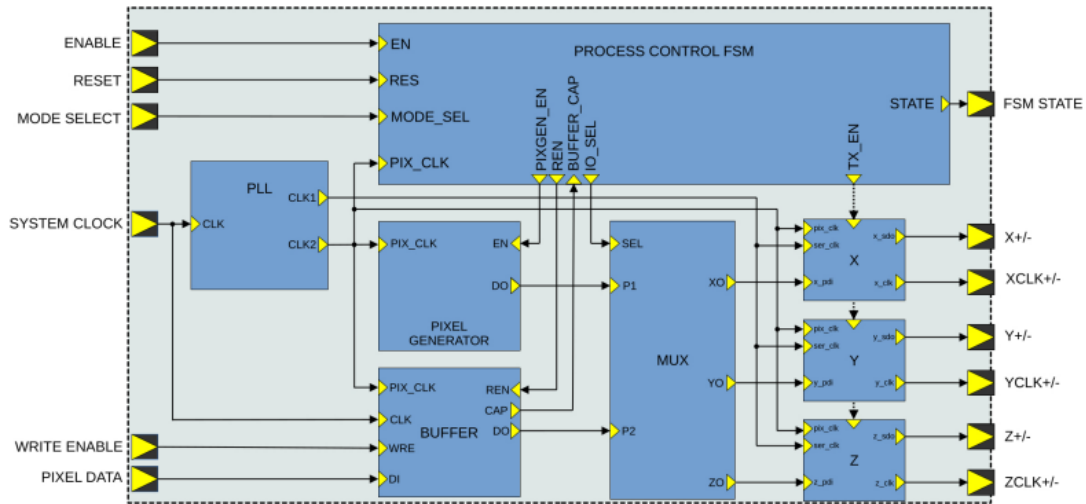 ENABLE
RESET
MODE SELECT
SYSTEM CLOCK
WRITE ENABLE
PIXEL DATA
PROCESS CONTROL FSM
EN
RES
MODE_SEL
PIX_CLK
PIXGEN_EN
REN
BUFFER_CAP
IO_SEL
TX_EN
STATE
FSM STATE
PLL
CLK
CLK1
CLK2
PIX_CLK
EN
DO
PIXEL
GENERATOR
PIX_CLK
CLK
WRE
DI
REN
CAP
DO
BUFFER
SEL
P1
P2
MUX
XO
YO
ZO
pix_clk
ser_clk
x_pdi
X
x_sdo
x_clk
pix_clk
ser_clk
y_pdi
Y
y_sdo
y_clk
pix_clk
ser_clk
z_pdi
Z
z_sdo
z_clk
X+/-
XCLK+/-
Y+/-
YCLK+/-
Z+/-
ZCLK+/-